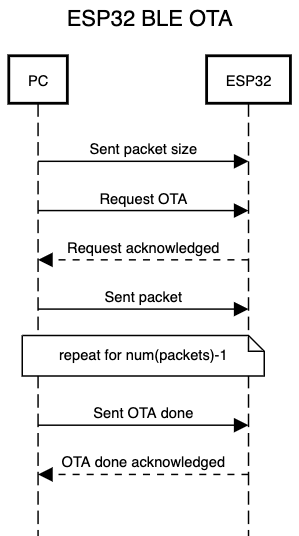 ESP32 BLE OTA
PC
ESP32
Sent packet size
Request OTA
Request acknowledged
Sent packet
repeat for num(packets)-1
Sent OTA done
OTA done acknowledged